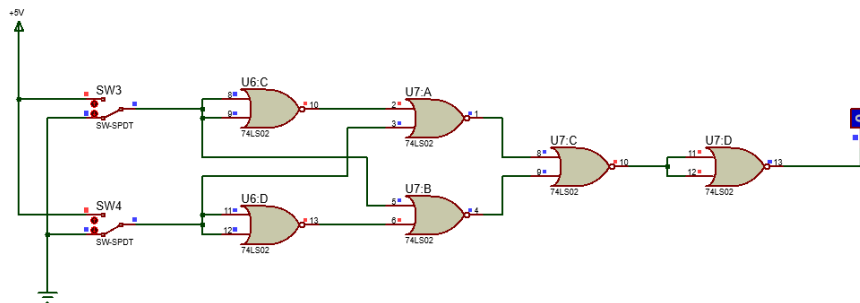 +5V
SW3
SW-SPDT
U6:C
8
9
10
74LS02
U7:A
2
3
1
74LS02
U7:C
8
9
10
74LS02
U7:D
11
12
13
74LS02
SW4
SW-SPDT
U6:D
11
12
13
74LS02
U7:B
5
6
4
74LS02